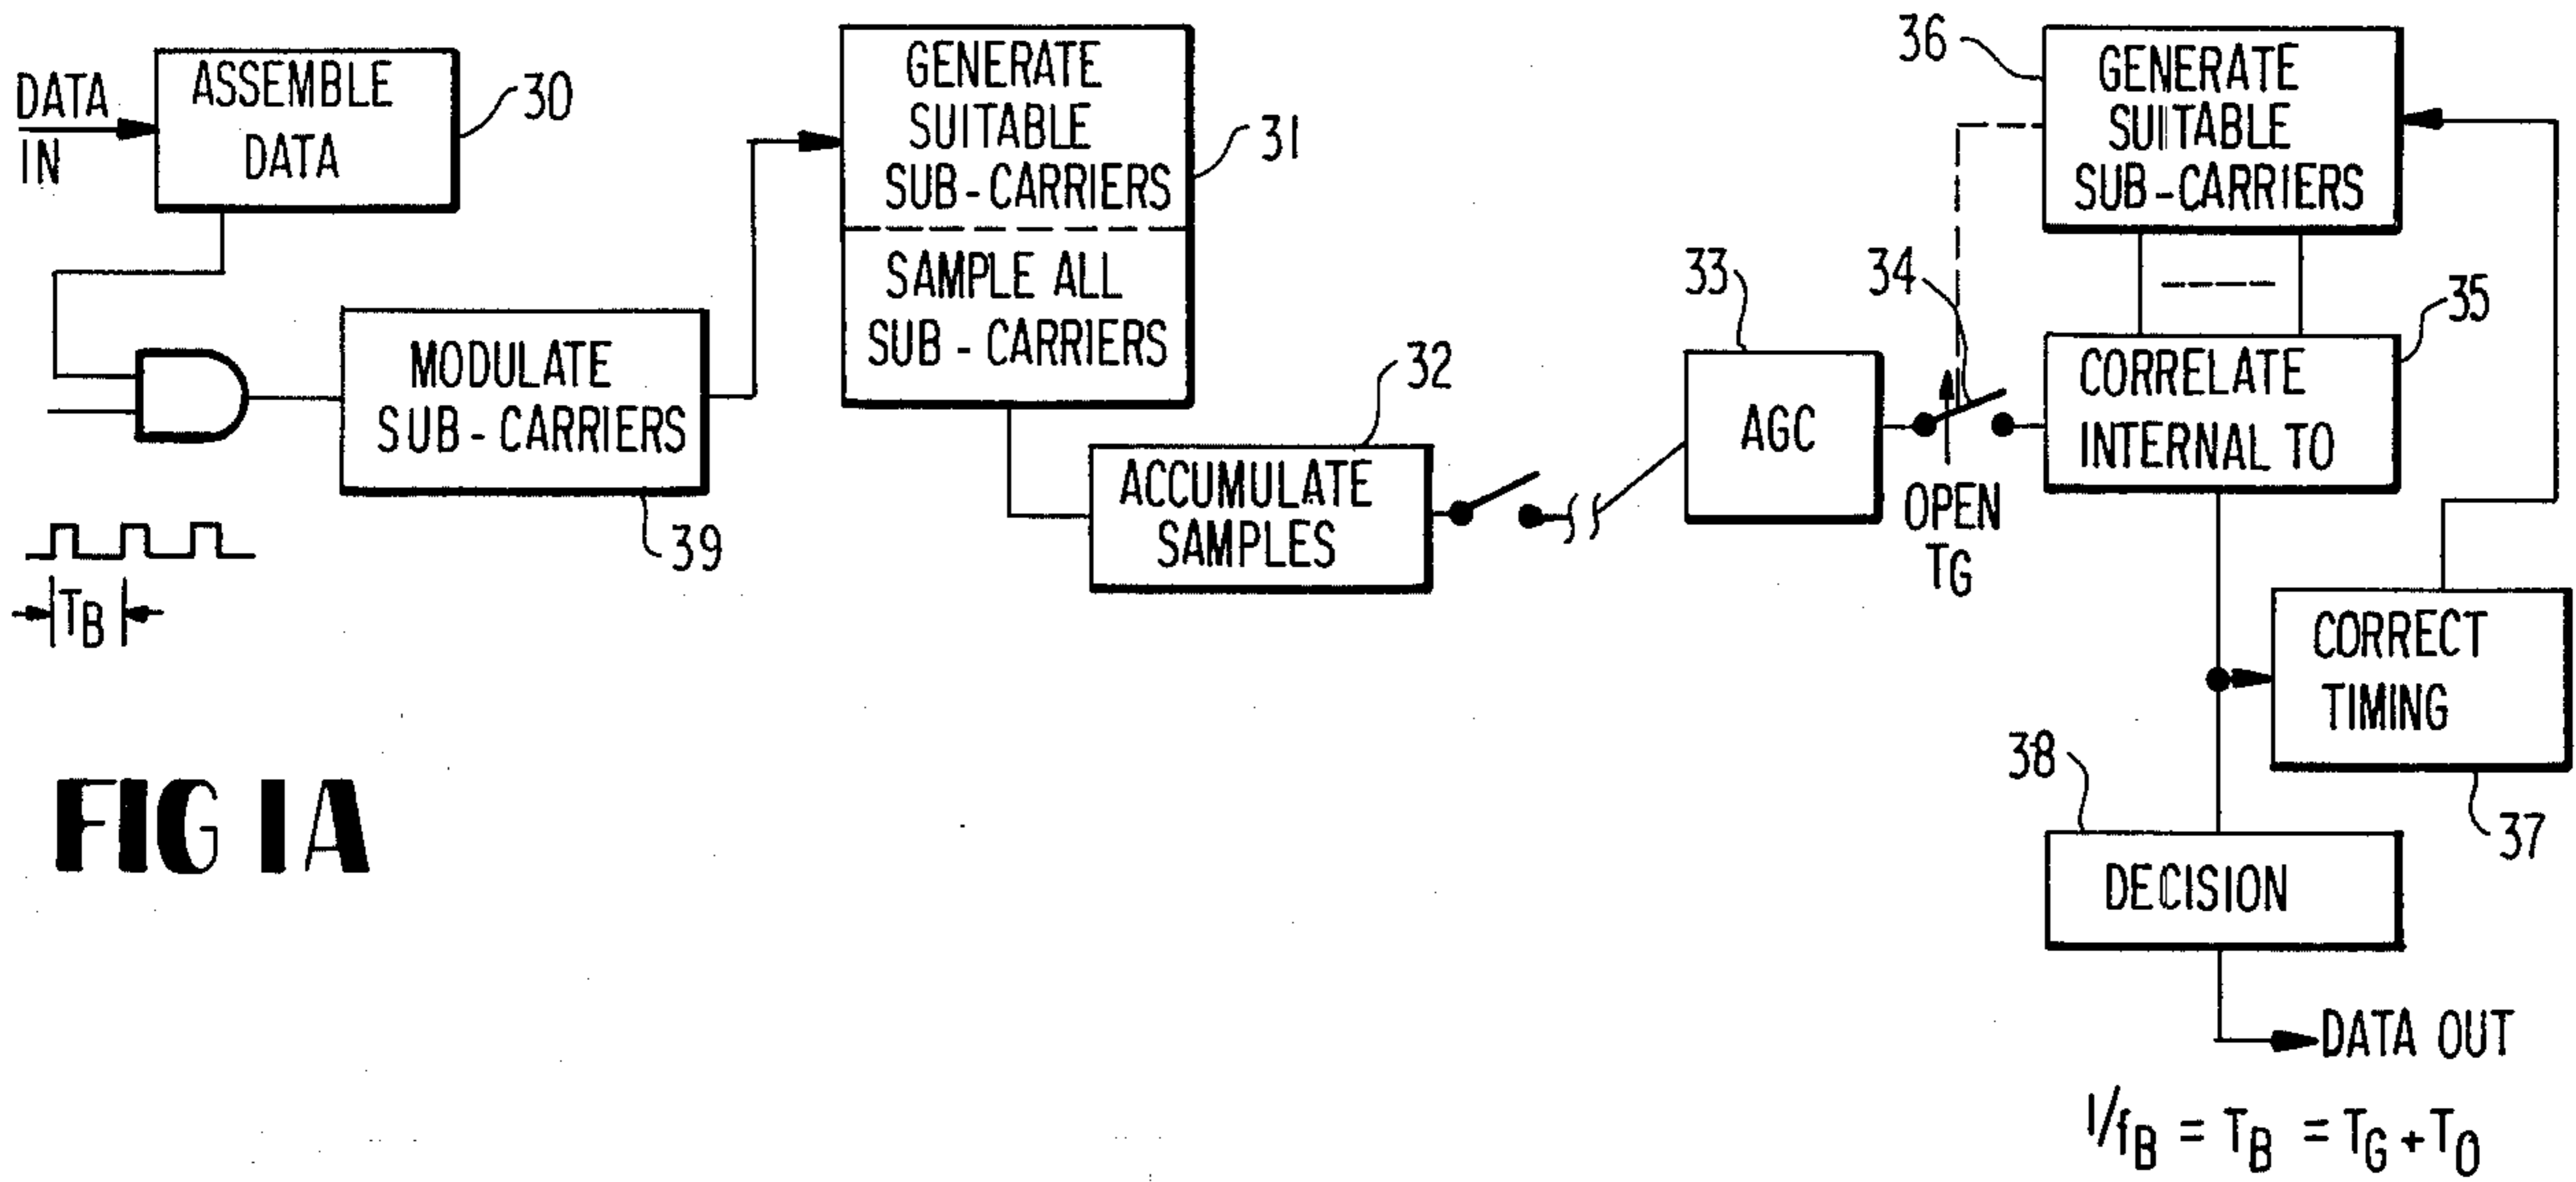 DATA
IN
ASSEMBLE
DATA
30
MODULATE
SUB-CARRIERS
39
TB
GENERATE
SUITABLE
SUB-CARRIERS
31
SAMPLE ALL
SUB-CARRIERS
ACCUMULATE
SAMPLES
32
33
AGC
34
OPEN
TG
36
GENERATE
SUITABLE
SUB-CARRIERS
35
CORRELATE
INTERNAL TO
CORRECT
TIMING
37
38
DECISION
DATA OUT
1/fB = TB = TG + TO
FIG 1A